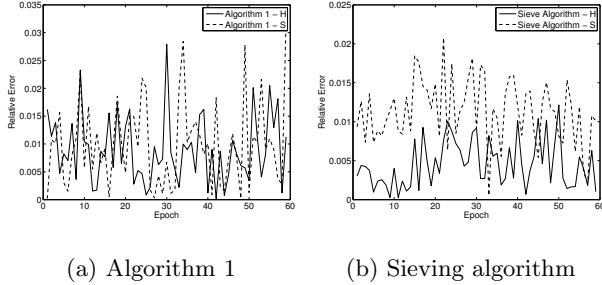 0.035
0.03
0.025
0.02
0.015
0.01
0.005
0
0 10 20 30 40 50 60
Epoch
Relative Error
Algorithm 1 − H
Algorithm 1 − S
0.025
0.02
0.015
0.01
0.005
0
0 10 20 30 40 50 60
Epoch
Relative Error
Sieve Algorithm − H
Sieve Algorithm − S
(a) Algorithm 1
(b) Sieving algorithm